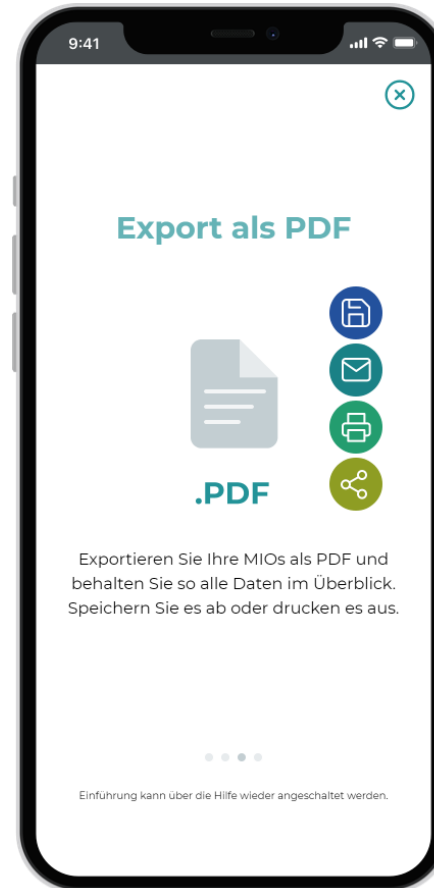 9:41
Export als PDF
.PDF
Exportieren Sie Ihre MIOs als PDF und
behalten Sie so alle Daten im Überblick.
Speichern Sie es ab oder drucken es aus.
Einführung kann über die Hilfe wieder angeschaltet werden.